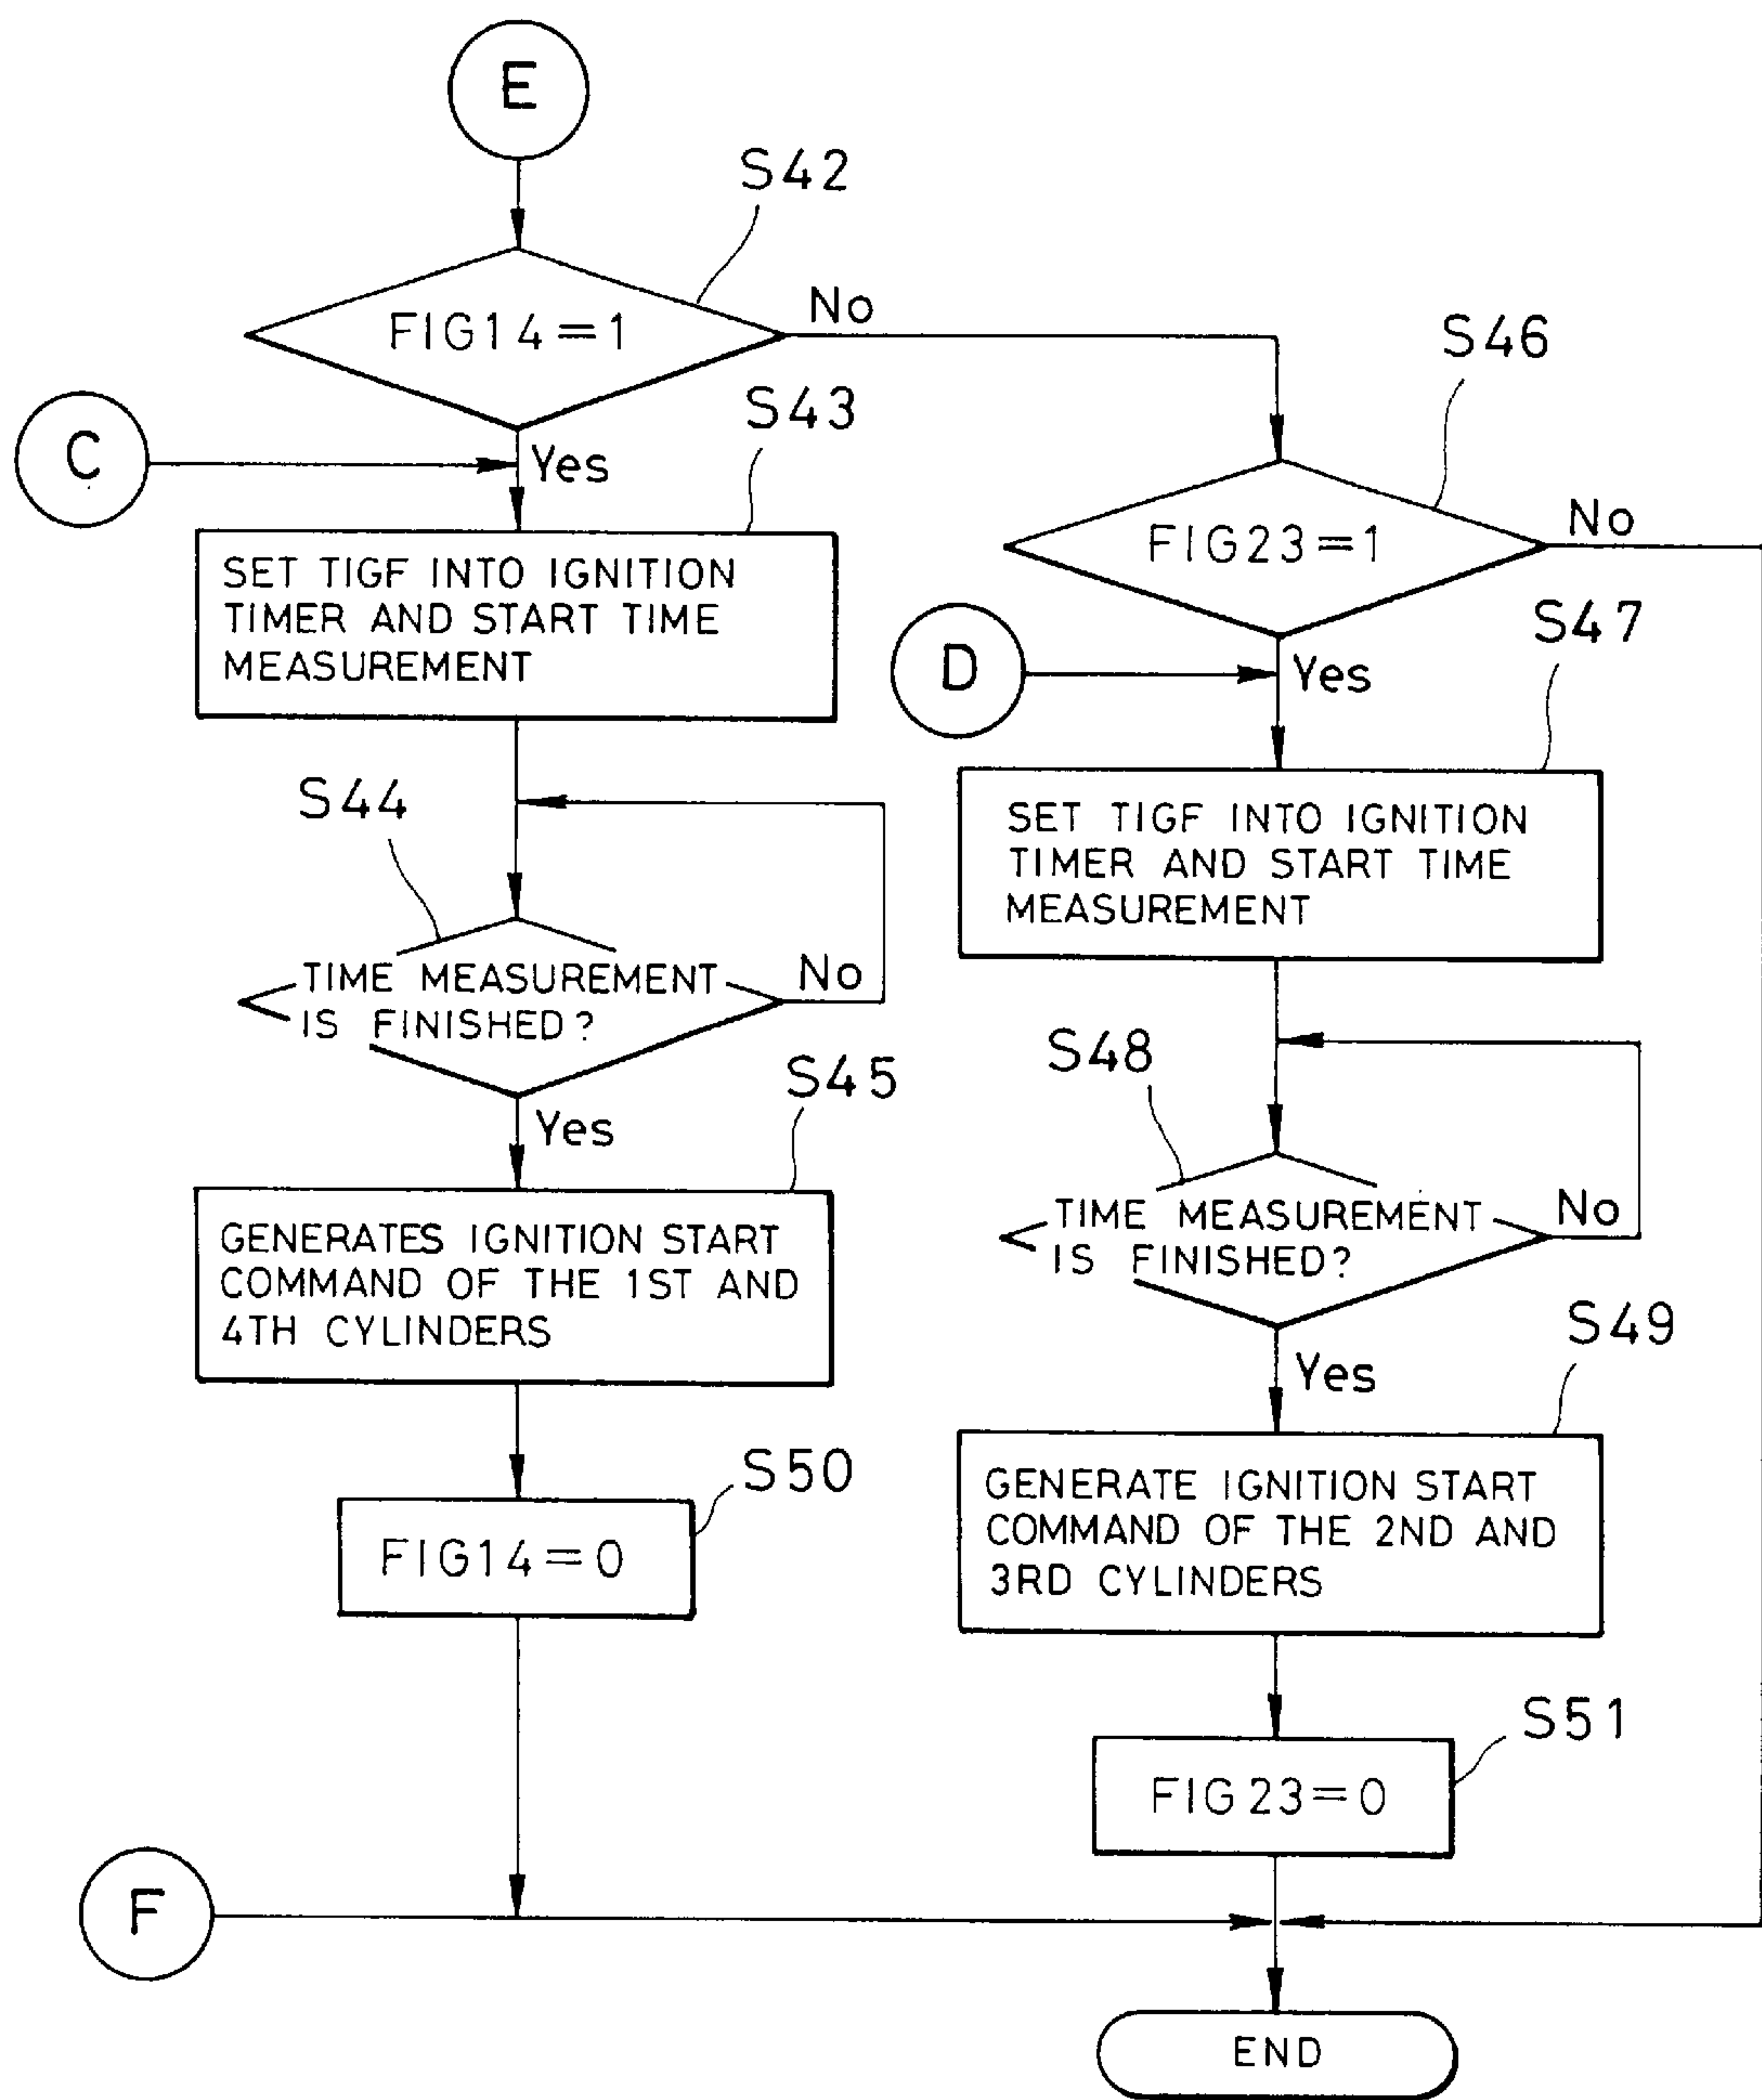 E
S42
FIG14=1
No
S46
C
Yes
S43
SET TIGF INTO IGNITION
TIMER AND START TIME
MEASUREMENT
FIG23=1
No
D
Yes
S47
SET TIGF INTO IGNITION
TIMER AND START TIME
MEASUREMENT
S44
TIME MEASUREMENT
IS FINISHED?
No
Yes
S45
GENERATES IGNITION START
COMMAND OF THE 1ST AND
4TH CYLINDERS
S48
TIME MEASUREMENT
IS FINISHED?
No
Yes
S49
GENERATE IGNITION START
COMMAND OF THE 2ND AND
3RD CYLINDERS
S50
FIG14=0
S51
FIG23=0
F
END